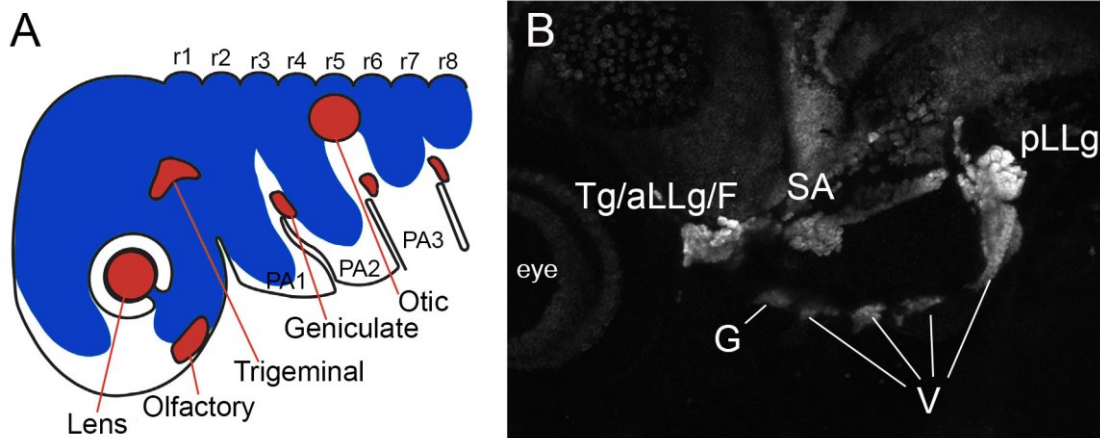 A
r1 r2 r3 r4 r5 r6 r7 r8
PA1
PA2
PA3
Otic
Geniculate
Trigeminal
Olfactory
Lens
B
pLLg
Tg/aLLg/F
SA
eye
G
V